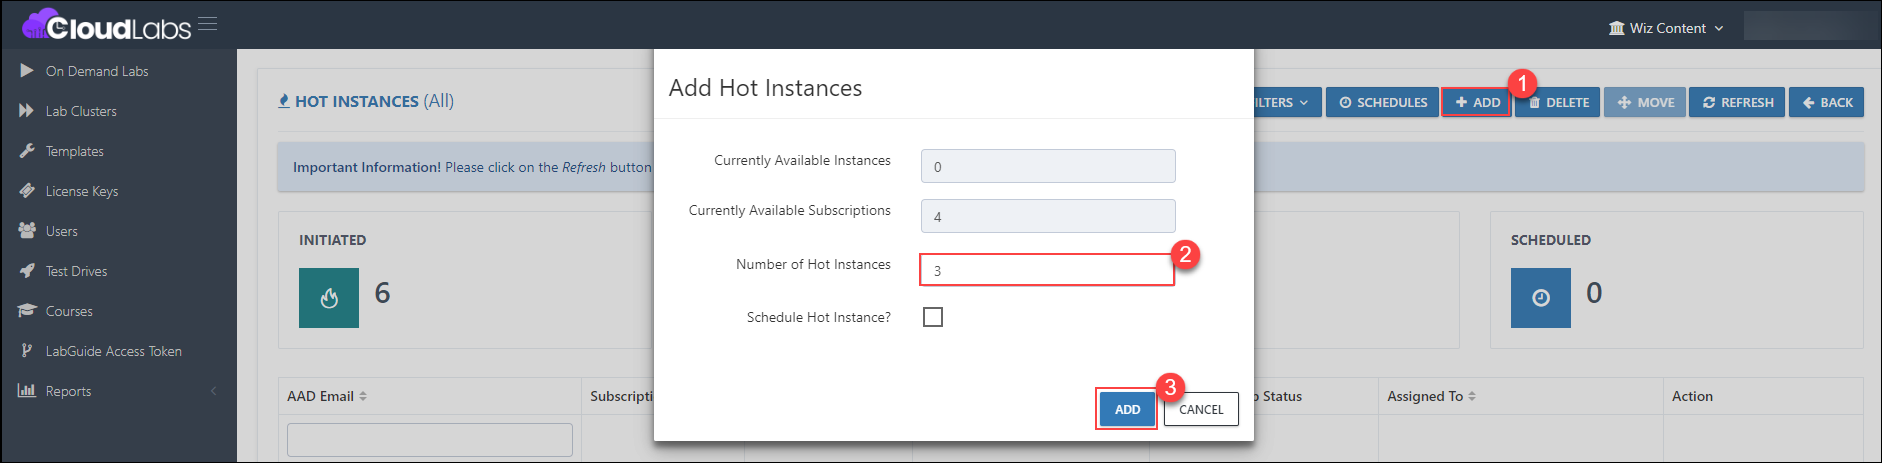 CloudLabs
Wiz Content
On Demand Labs
Lab Clusters
Templates
License Keys
Users
Test Drives
Courses
LabGuide Access Token
Reports
HOT INSTANCES (All)
ILTERS
SCHEDULES
ADD
1
DELETE
MOVE
REFRESH
BACK
Important Information! Please click on the Refresh button
INITIATED
6
SCHEDULED
0
Add Hot Instances
Currently Available Instances
0
Currently Available Subscriptions
4
Number of Hot Instances
3
2
Schedule Hot Instance?
ADD
3
CANCEL
AAD Email
Subscripti
Status
Assigned To
Action